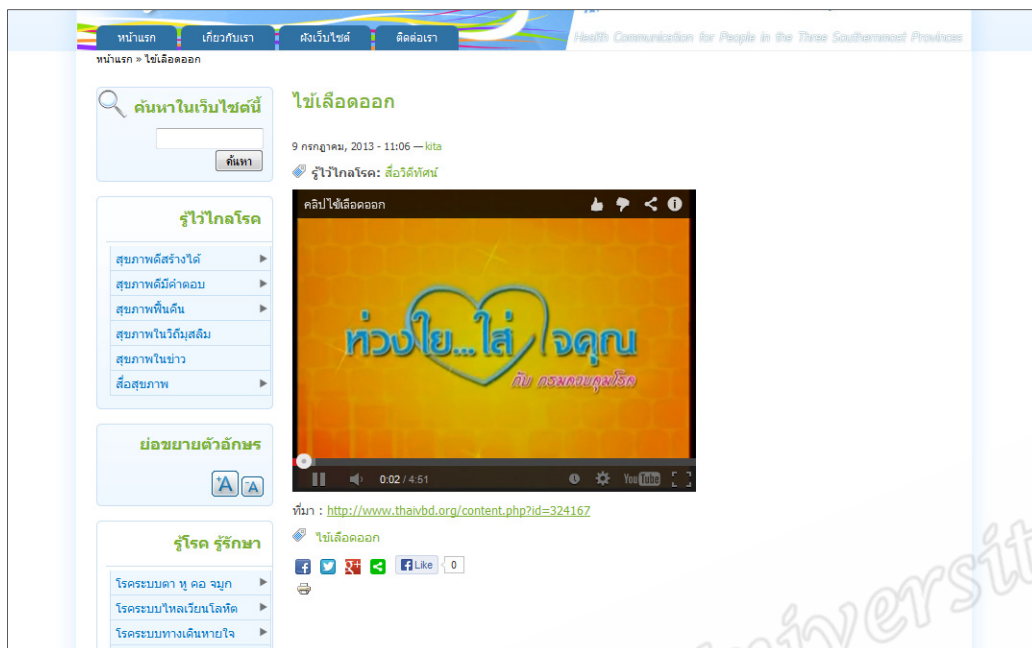 หน้าแรก เกี่ยวกับเรา ผังเว็บไซต์ ติดต่อเรา
Health Communication for People in the Three Southernmost Provinces
หน้าแรก » ไข้เลือดออก
ค้นหาในเว็บไซต์นี้
ค้นหา
รู้ไว้ไกลโรค
สุขภาพดีสร้างได้
สุขภาพดีมีคำตอบ
สุขภาพฟื้นคืน
สุขภาพในวิถีมุสลิม
สุขภาพในข่าว
สื่อสุขภาพ
ย่อขยายตัวอักษร
+A -A
รู้โรค รู้รักษา
โรคระบบตา หู คอ จมูก
โรคระบบไหลเวียนโลหิต
โรคระบบทางเดินหายใจ
ไข้เลือดออก
9 กรกฎาคม, 2013 - 11:06 — kita
รู้ไว้ไกลโรค: สื่อวิดีทัศน์
คลิปไข้เลือดออก
ห่วงใย...ใส่ใจคุณ
กับ กรมควบคุมโรค
0:02 / 4:51 YouTube
ที่มา : http://www.thaivbd.org/content.php?id=324167
ไข้เลือดออก
Like 0